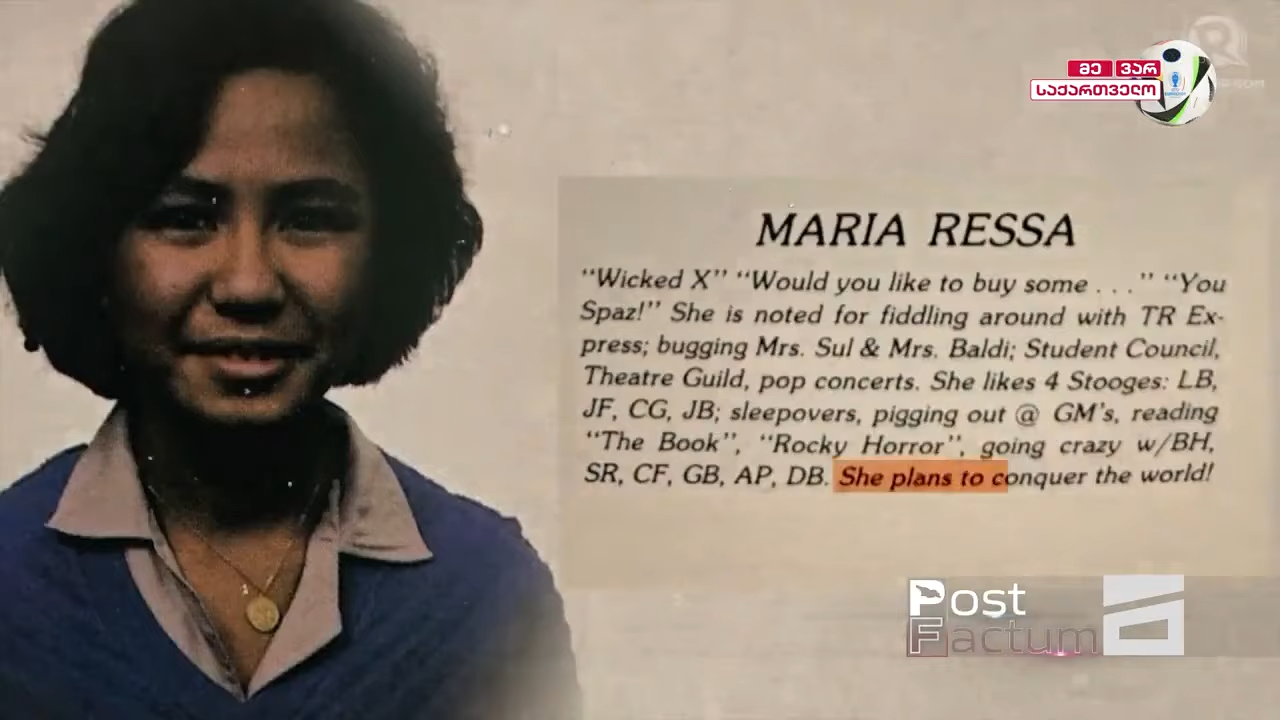 მე ვარ
საქართველო
MARIA RESSA
“Wicked X” “Would you like to buy some . . .” “You
Spaz!” She is noted for fiddling around with TR Ex-
press; bugging Mrs. Sul & Mrs. Baldi; Student Council,
Theatre Guild, pop concerts. She likes 4 Stooges: LB,
JF, CG, JB; sleepovers, pigging out @ GM’s, reading
“The Book”, “Rocky Horror”, going crazy w/BH,
SR, CF, GB, AP, DB. She plans to conquer the world!
Post
Factum